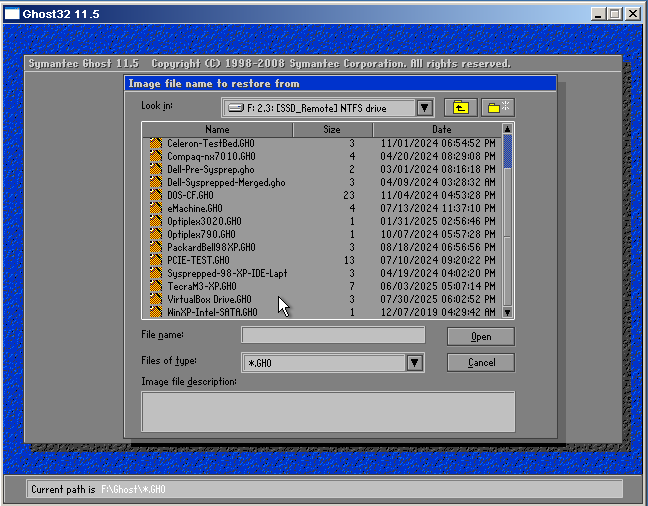 Ghost32 11.5
Symantec Ghost 11.5 Copyright (C) 1998-2008 Symantec Corporation. All rights reserved.
Image file name to restore from
Look in: F: 2.3: [SSD_Remote] NTFS drive
Name Size Date
Celeron-TestBed.GHO 3 11/01/2024 06:54:52 PM
Compaq-nx7010.GHO 4 04/20/2024 08:29:08 PM
Dell-Pre-Sysprep.gho 2 03/01/2024 08:16:18 PM
Dell-Sysprepped-Merged.gho 3 04/09/2024 03:28:32 AM
DOS-CF.GHO 23 11/04/2024 04:53:28 PM
eMachine.GHO 4 07/13/2024 11:37:10 PM
Optiplex3020.GHO 1 01/31/2025 02:56:46 PM
Optiplex790.GHO 1 10/07/2024 05:57:28 PM
PackardBell98XP.GHO 3 08/18/2024 06:56:56 PM
PCIE-TEST.GHO 13 07/10/2024 09:20:22 PM
Sysprepped-98-XP-IDE-Lapt 3 04/19/2024 04:02:20 PM
TecraM3-XP.GHO 7 06/03/2025 05:07:14 PM
VirtualBox Drive.GHO 3 07/30/2025 06:02:52 PM
WinXP-Intel-SATA.GHO 1 12/07/2019 04:29:42 AM
File name: Open
Files of type: *.GHO Cancel
Image file description:
Current path is F:\Ghost\*.GHO